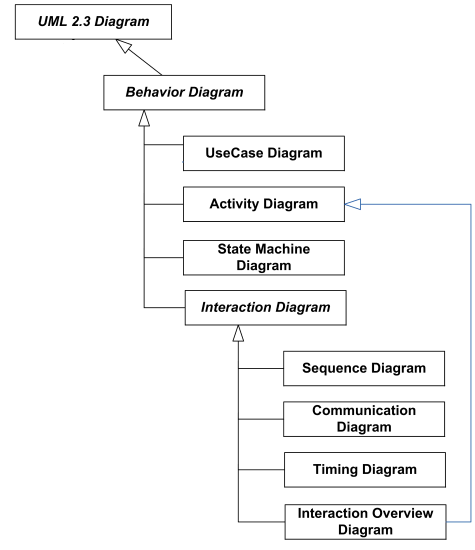 UML 2.3 Diagram
Behavior Diagram
UseCase Diagram
Activity Diagram
State Machine
Diagram
Interaction Diagram
Sequence Diagram
Communication
Diagram
Timing Diagram
Interaction Overview
Diagram